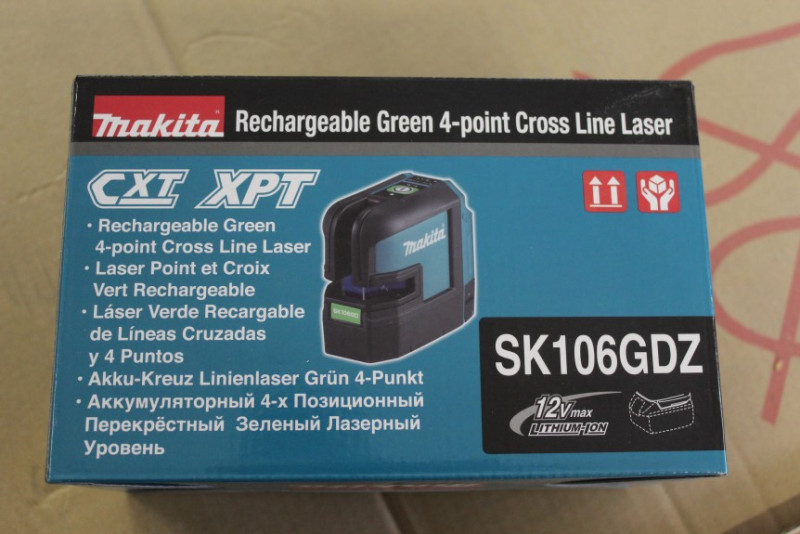 makita Rechargeable Green 4-point Cross Line Laser
CXT XPT
· Rechargeable Green
4-point Cross Line Laser
· Laser Point et Croix
Vert Rechargeable
· Láser Verde Recargable
de Líneas Cruzadas
y 4 Puntos
· Akku-Kreuz Linienlaser Grün 4-Punkt
· Аккумуляторный 4-х Позиционный
Перекрёстный Зеленый Лазерный
Уровень
makita
SK106GD
SK106GDZ
12Vmax
LITHIUM-ION